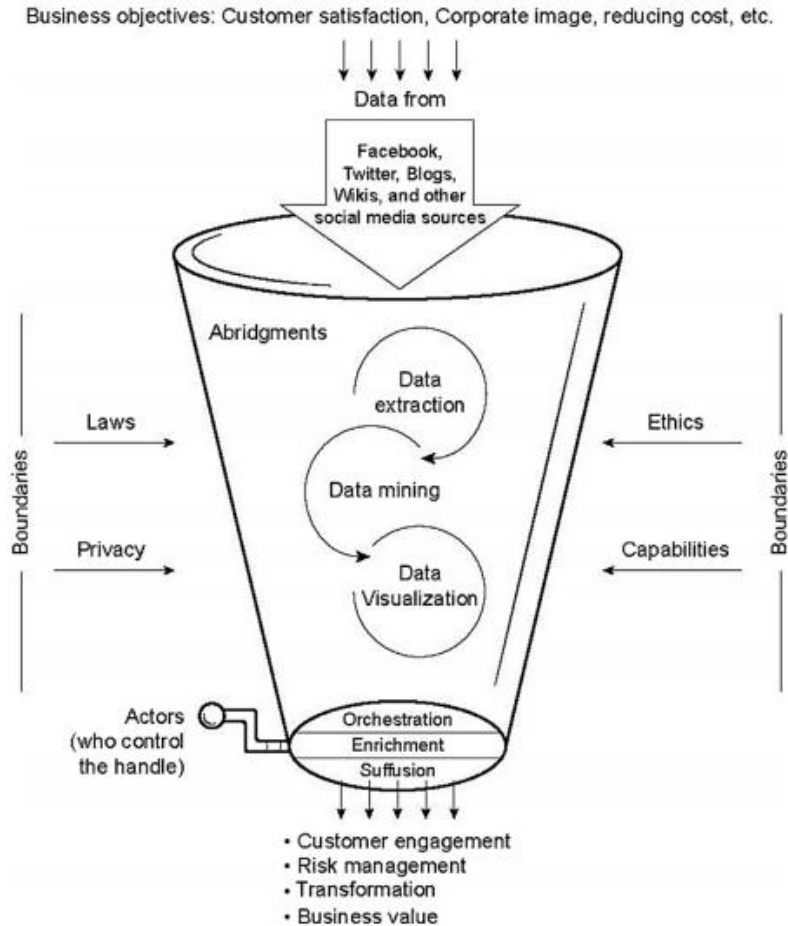 Business objectives: Customer satisfaction, Corporate image, reducing cost, etc.
Data from
Facebook,
Twitter, Blogs,
Wikis, and other
social media sources
Abridgments
Data
extraction
Laws
Ethics
Boundaries
Data mining
Boundaries
Privacy
Capabilities
Data
Visualization
Actors
(who control
the handle)
Orchestration
Enrichment
Suffusion
• Customer engagement
• Risk management
• Transformation
• Business value